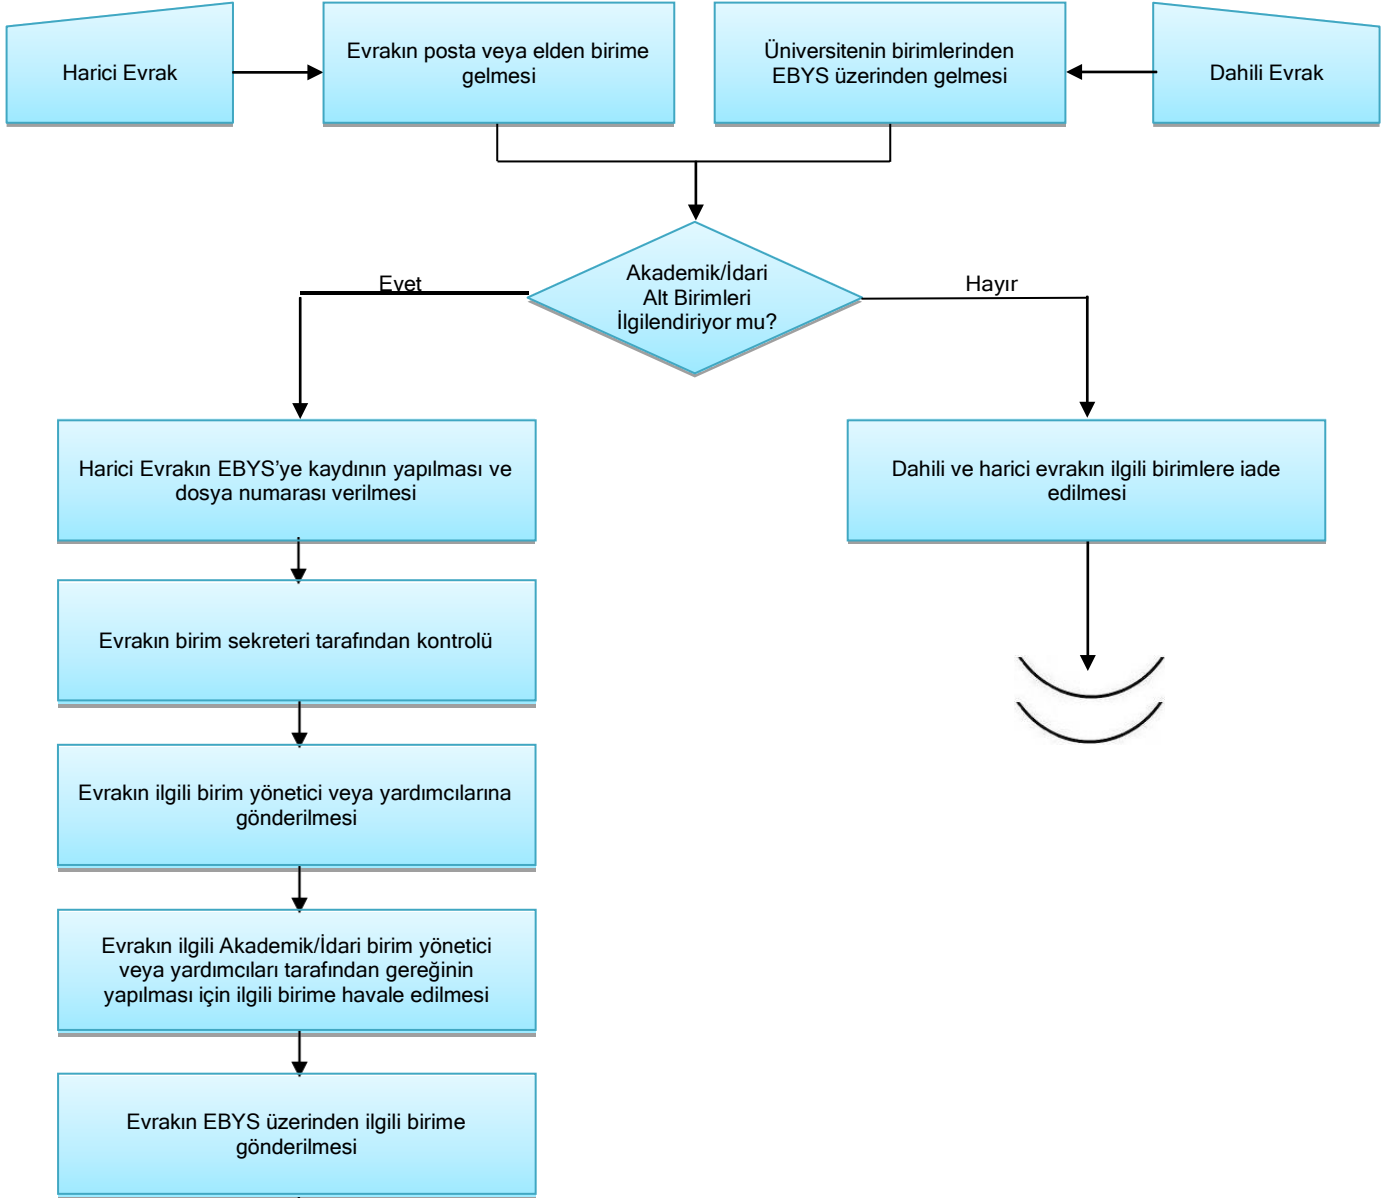 Harici Evrak
Evrakın posta veya elden birime
gelmesi
Üniversitenin birimlerinden
EBYS üzerinden gelmesi
Dahili Evrak
Akademik/İdari
Alt Birimleri
İlgilendiriyor mu?
Evet
Hayır
Harici Evrakın EBYS’ye kaydının yapılması ve
dosya numarası verilmesi
Dahili ve harici evrakın ilgili birimlere iade
edilmesi
Evrakın birim sekreteri tarafından kontrolü
Evrakın ilgili birim yönetici veya yardımcılarına
gönderilmesi
Evrakın ilgili Akademik/İdari birim yönetici
veya yardımcıları tarafından gereğinin
yapılması için ilgili birime havale edilmesi
Evrakın EBYS üzerinden ilgili birime
gönderilmesi